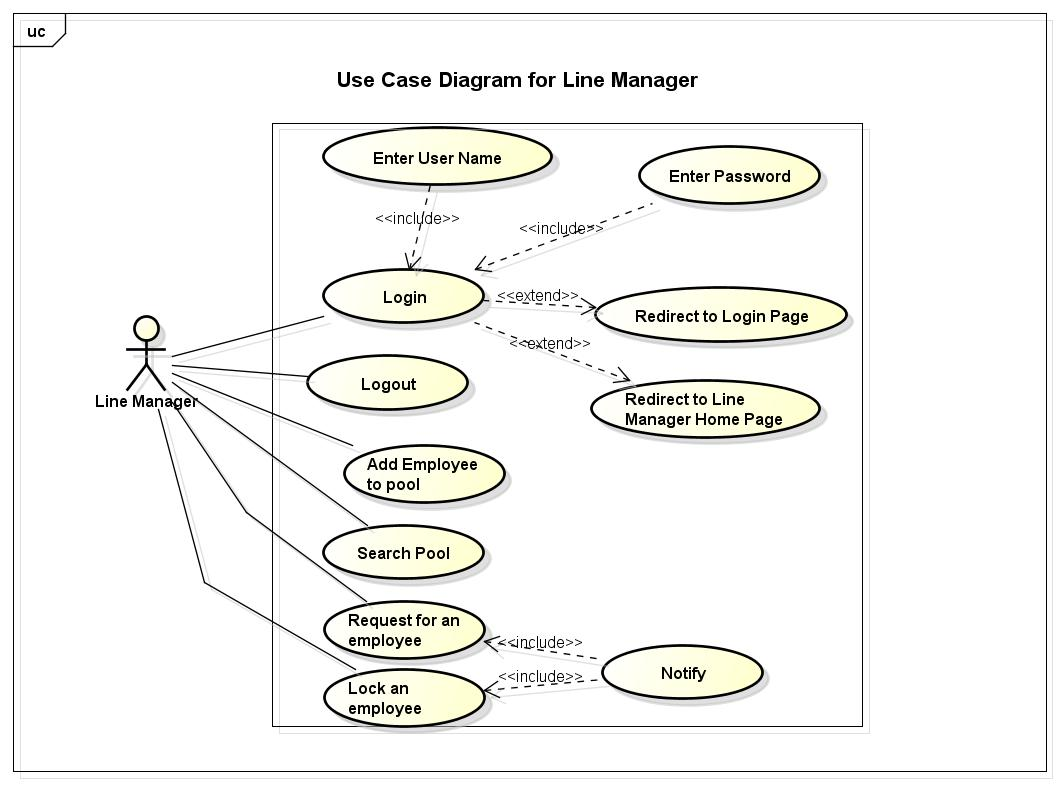 uc
Use Case Diagram for Line Manager
Enter User Name
Enter Password
<<include>>
<<include>>
Login
<<extend>>
Redirect to Login Page
<<extend>>
Logout
Redirect to Line
Manager Home Page
Line Manager
Add Employee
to pool
Search Pool
Request for an
employee
<<include>>
Notify
<<include>>
Lock an
employee